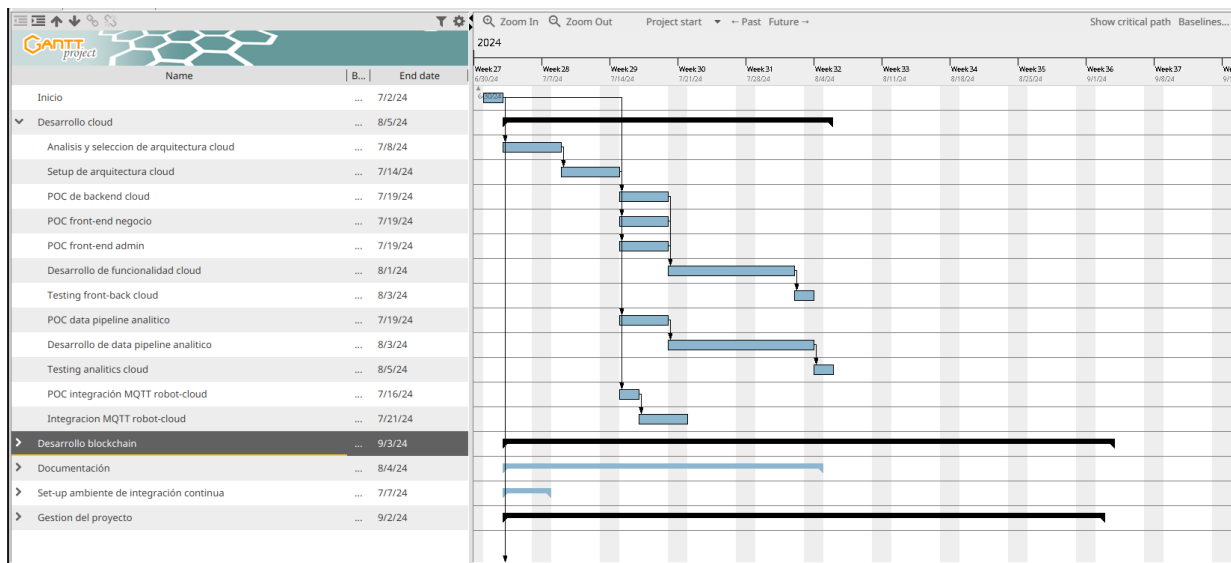 Zoom In Zoom Out Project start ←Past Future→ Show critical path Baselines...
GANTT
project
2024
Name B... End date
Week 27 Week 28 Week 29 Week 30 Week 31 Week 32 Week 33 Week 34 Week 35 Week 36 Week 37
6/30/24 7/7/24 7/14/24 7/21/24 7/28/24 8/4/24 8/11/24 8/18/24 8/25/24 9/1/24 9/8/24
Inicio ... 7/2/24
6/30/24
Desarrollo cloud ... 8/5/24
Analisis y seleccion de arquitectura cloud ... 7/8/24
Setup de arquitectura cloud ... 7/14/24
POC de backend cloud ... 7/19/24
POC front-end negocio ... 7/19/24
POC front-end admin ... 7/19/24
Desarrollo de funcionalidad cloud ... 8/1/24
Testing front-back cloud ... 8/3/24
POC data pipeline analitico ... 7/19/24
Desarrollo de data pipeline analitico ... 8/3/24
Testing analitics cloud ... 8/5/24
POC integración MQTT robot-cloud ... 7/16/24
Integracion MQTT robot-cloud ... 7/21/24
Desarrollo blockchain ... 9/3/24
Documentación ... 8/4/24
Set-up ambiente de integración continua ... 7/7/24
Gestion del proyecto ... 9/2/24